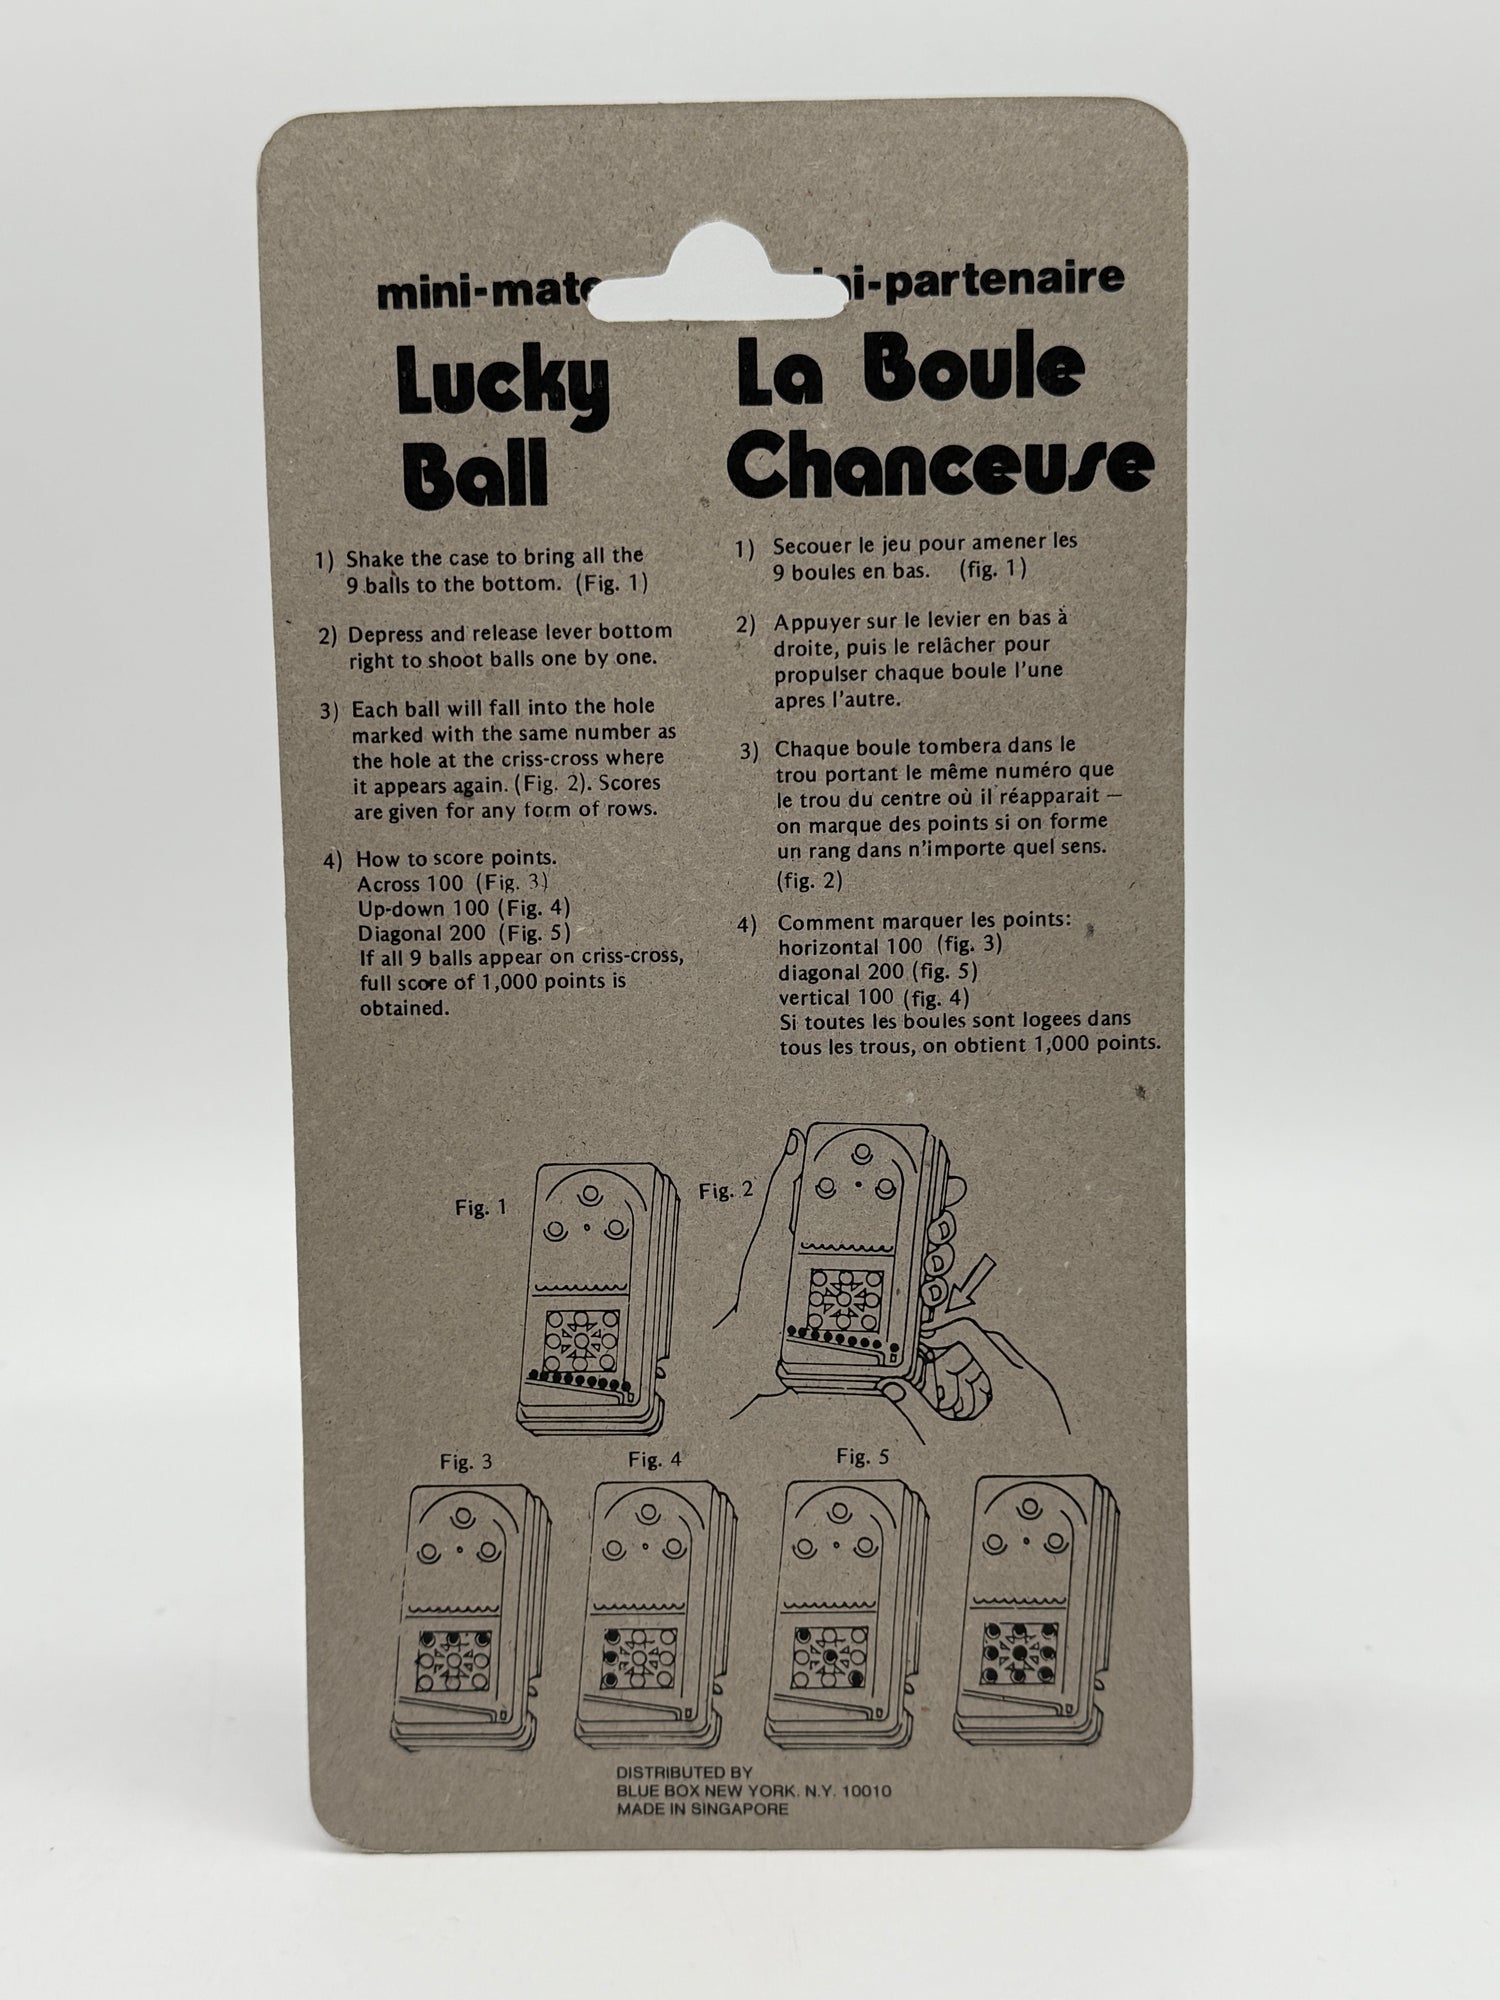 mini-mate
Lucky
Ball
1) Shake the case to bring all the
9 balls to the bottom. (Fig. 1)
2) Depress and release lever bottom
right to shoot balls one by one.
3) Each ball will fall into the hole
marked with the same number as
the hole at the criss-cross where
it appears again. (Fig. 2). Scores
are given for any form of rows.
4) How to score points.
Across 100 (Fig. 3)
Up-down 100 (Fig. 4)
Diagonal 200 (Fig. 5)
If all 9 balls appear on criss-cross,
full score of 1,000 points is
obtained.
ni-partenaire
La Boule
Chanceuse
1) Secouer le jeu pour amener les
9 boules en bas. (fig. 1)
2) Appuyer sur le levier en bas à
droite, puis le relâcher pour
propulser chaque boule l'une
apres l'autre.
3) Chaque boule tombera dans le
trou portant le même numéro que
le trou du centre où il réapparait —
on marque des points si on forme
un rang dans n'importe quel sens.
(fig. 2)
4) Comment marquer les points:
horizontal 100 (fig. 3)
diagonal 200 (fig. 5)
vertical 100 (fig. 4)
Si toutes les boules sont logees dans
tous les trous, on obtient 1,000 points.
Fig. 1
Fig. 2
Fig. 3
Fig. 4
Fig. 5
DISTRIBUTED BY
BLUE BOX NEW YORK. N.Y. 10010
MADE IN SINGAPORE